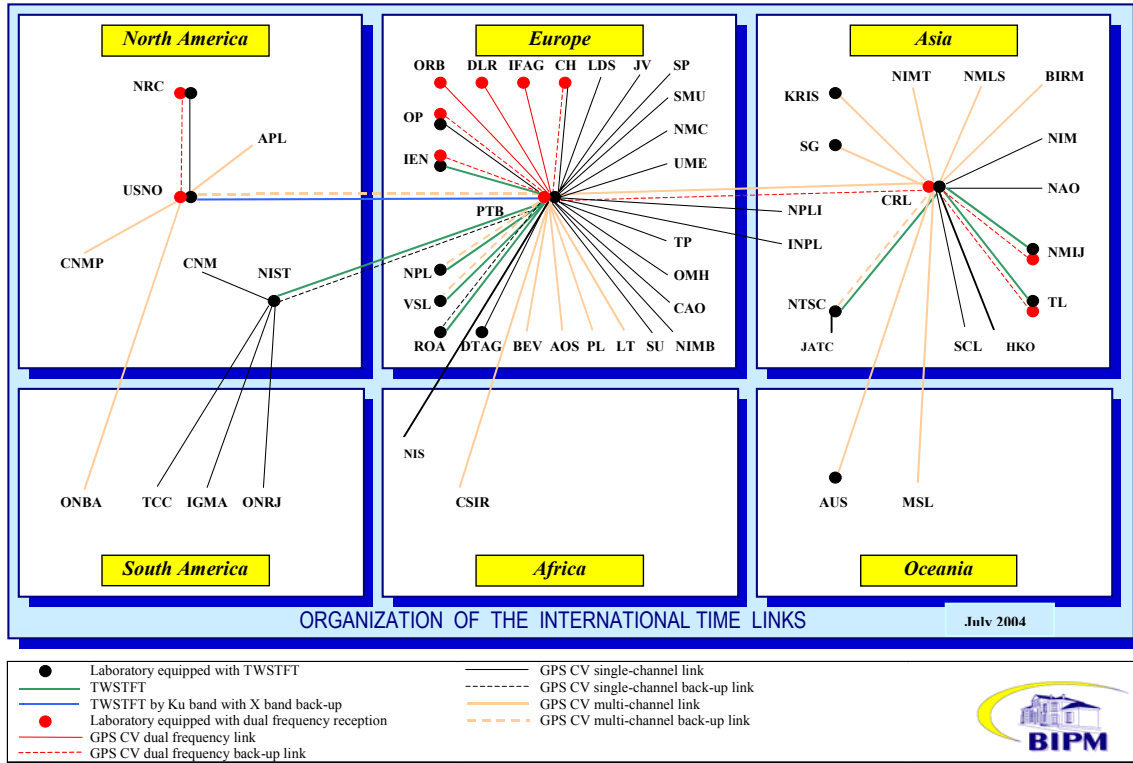 North America
Europe
Asia
NRC
APL
USNO
CNMP
CNM
NIST
ORB DLR IFAG CH LDS JV SP
OP
SMU
NMC
IEN
UME
PTB
NPLI
TP
INPL
NPL
OMH
VSL
CAO
ROA DTAG BEV AOS PL LT SU NIMB
NIMT NMLS BIRM
KRIS
SG
NIM
CRL
NAO
NMIJ
NTSC
TL
JATC SCL HKO
ONBA TCC IGMA ONRJ
South America
NIS
CSIR
Africa
AUS MSL
Oceania
ORGANIZATION OF THE INTERNATIONAL TIME LINKS
July 2004
Laboratory equipped with TWSTFT
TWSTFT
TWSTFT by Ku band with X band back-up
Laboratory equipped with dual frequency reception
GPS CV dual frequency link
GPS CV dual frequency back-up link
GPS CV single-channel link
GPS CV single-channel back-up link
GPS CV multi-channel link
GPS CV multi-channel back-up link
BIPM